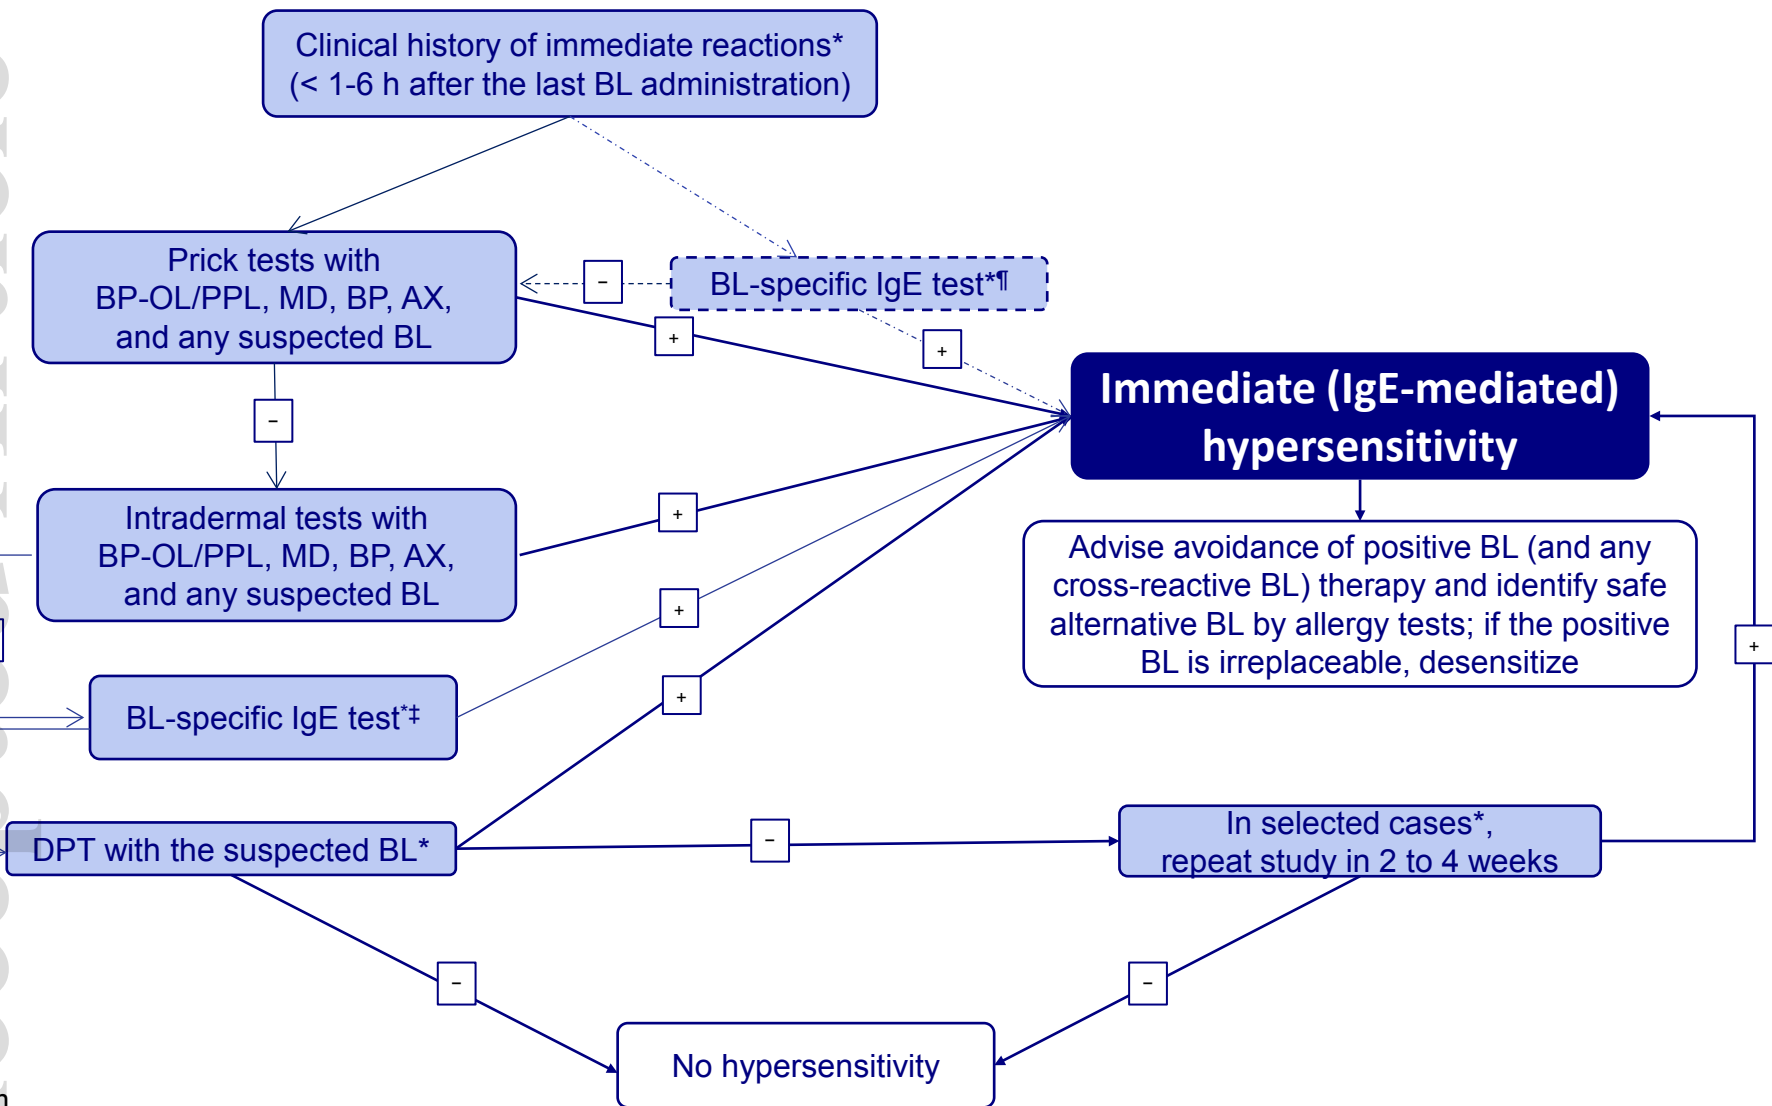 Clinical history of immediate reactions*
(< 1-6 h after the last BL administration)
Prick tests with
BP-OL/PPL, MD, BP, AX,
and any suspected BL
−
BL-specific IgE test*¶
+
+
Immediate (IgE-mediated)
hypersensitivity
−
Intradermal tests with
BP-OL/PPL, MD, BP, AX,
and any suspected BL
+
Advise avoidance of positive BL (and any
cross-reactive BL) therapy and identify safe
alternative BL by allergy tests; if the positive
BL is irreplaceable, desensitize
+
+
BL-specific IgE test*‡
+
DPT with the suspected BL*
−
In selected cases*,
repeat study in 2 to 4 weeks
−
−
No hypersensitivity